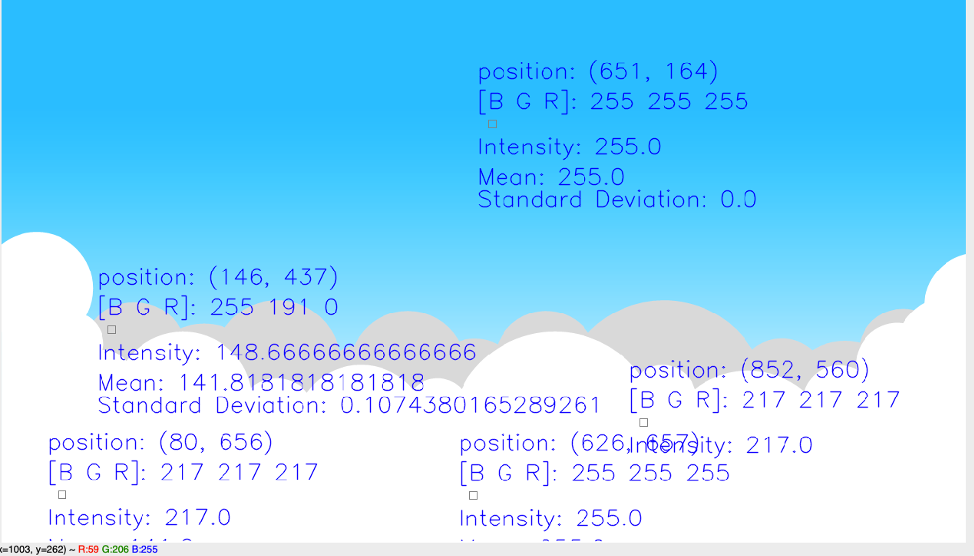 position: (651, 164)
[B G R]: 255 255 255
Intensity: 255.0
Mean: 255.0
Standard Deviation: 0.0
position: (146, 437)
[B G R]: 255 191 0
Intensity: 148.66666666666666
Mean: 141.8181818181818
Standard Deviation: 0.1074380165289261
position: (852, 560)
[B G R]: 217 217 217
Intensity: 217.0
position: (80, 656)
[B G R]: 217 217 217
Intensity: 217.0
position: (626, 657)
[B G R]: 255 255 255
Intensity: 255.0
x=1003, y=262) ~ R:59 G:206 B:255